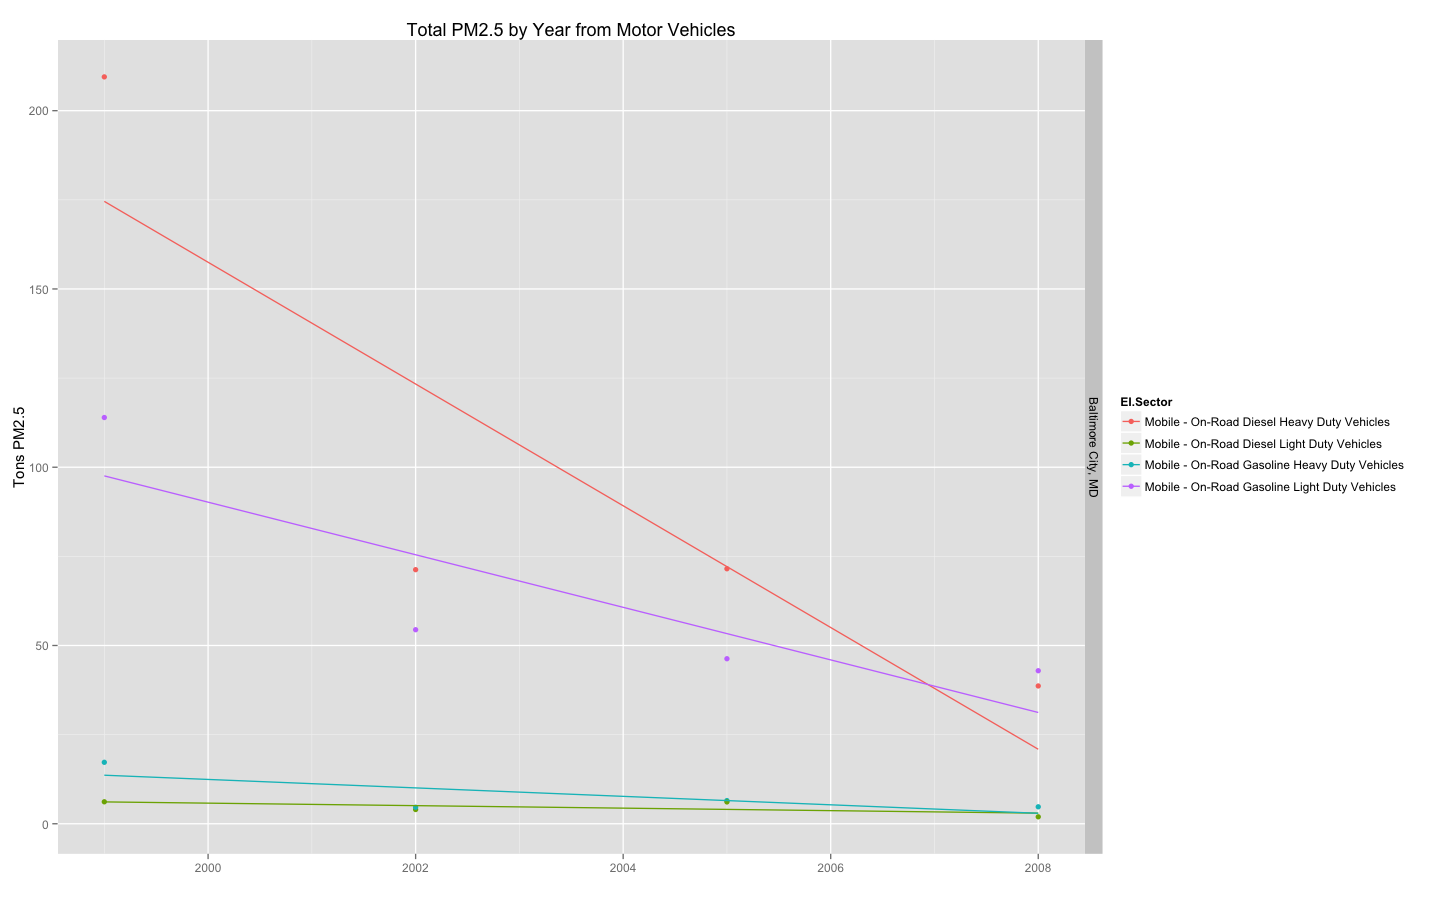 Total PM2.5 by Year from Motor Vehicles
200
150
100
50
0
Tons PM2.5
2000
2002
2004
2006
2008
Baltimore City, MD
EI.Sector
Mobile - On-Road Diesel Heavy Duty Vehicles
Mobile - On-Road Diesel Light Duty Vehicles
Mobile - On-Road Gasoline Heavy Duty Vehicles
Mobile - On-Road Gasoline Light Duty Vehicles